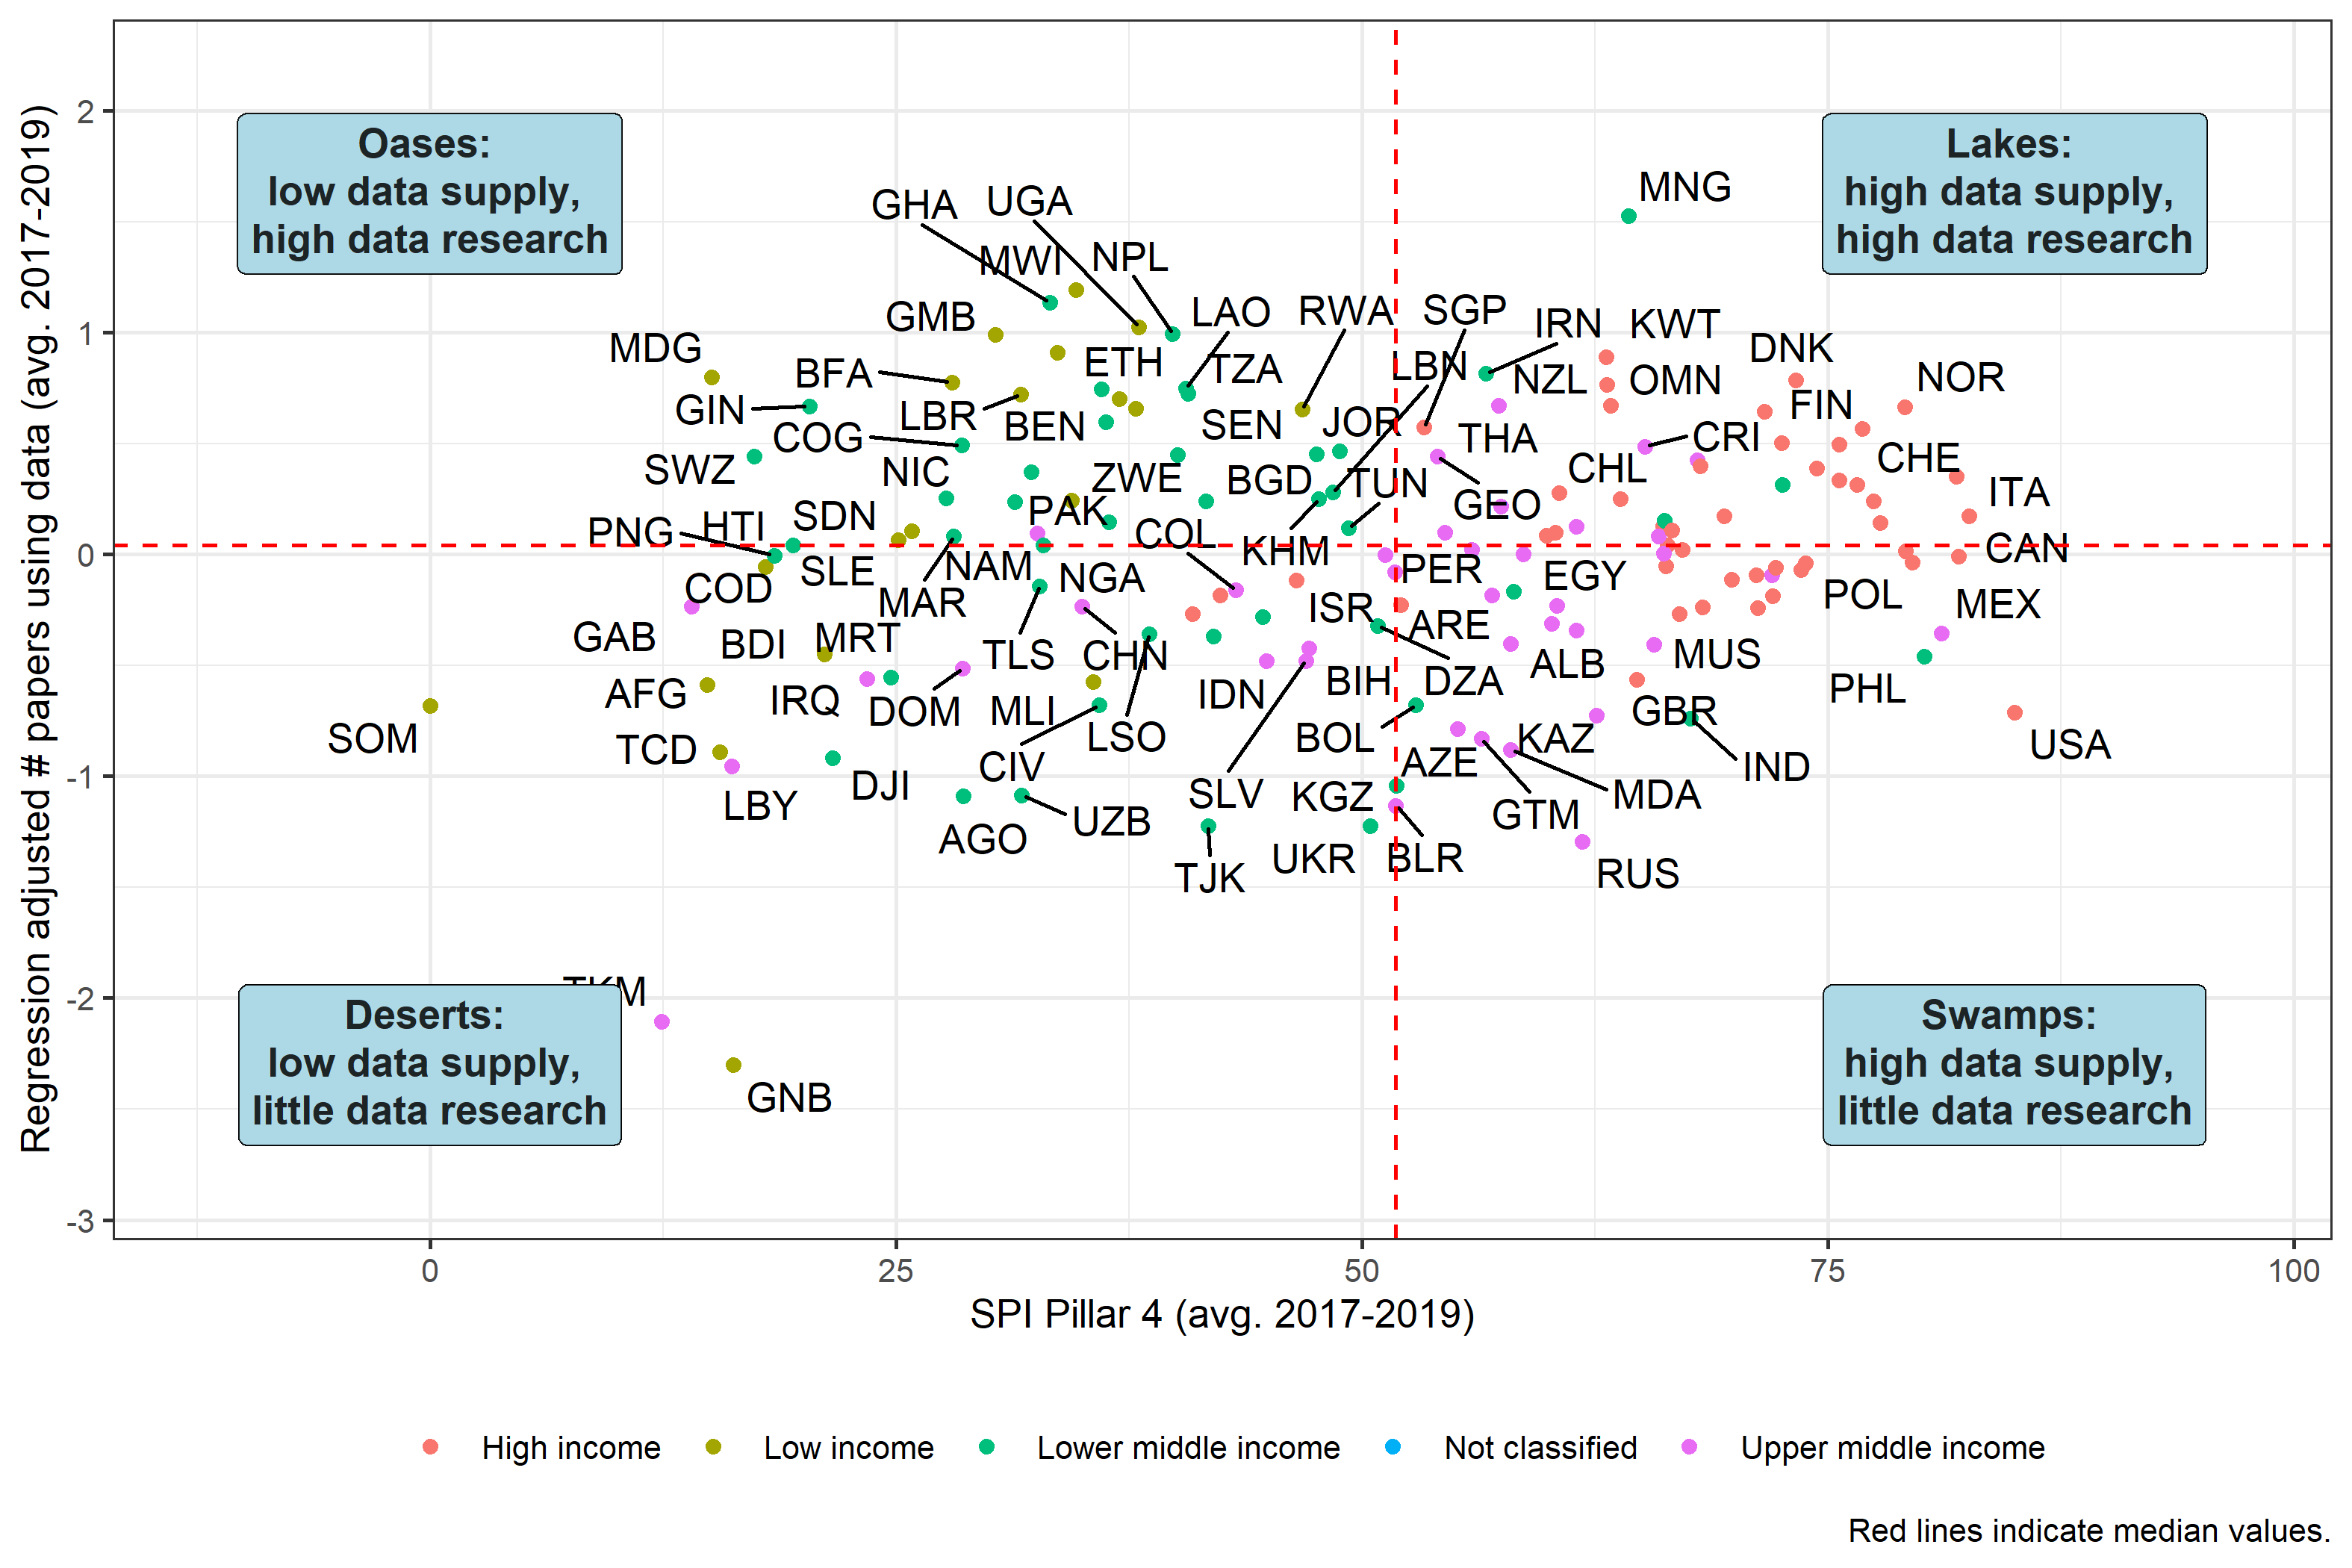 Regression adjusted # papers using data (avg. 2017-2019)
2
1
0
-1
-2
-3
Oases:
low data supply,
high data research
Lakes:
high data supply,
high data research
MNG
GHA
UGA
MWI
NPL
GMB
LAO
RWA
SGP
IRN
KWT
MDG
BFA
ETH
TZA
LBN
NZL
OMN
DNK
NOR
GIN
LBR
BEN
SEN
JOR
THA
CRI
FIN
COG
SWZ
NIC
ZWE
BGD
TUN
CHL
CHE
GEO
ITA
PNG
HTI
SDN
PAK
COL
KHM
CAN
COD
SLE
MAR
NAM
NGA
PER
EGY
POL
MEX
GAB
BDI
MRT
TLS
CHN
ISR
ARE
ALB
MUS
AFG
IRQ
DOM
MLI
IDN
BIH
DZA
PHL
SOM
TCD
CIV
LSO
BOL
KAZ
GBR
IND
USA
LBY
DJI
UZB
SLV
KGZ
AZE
GTM
MDA
AGO
TJK
UKR
BLR
RUS
TKM
GNB
Deserts:
low data supply,
little data research
Swamps:
high data supply,
little data research
0
25
50
75
100
SPI Pillar 4 (avg. 2017-2019)
High income
Low income
Lower middle income
Not classified
Upper middle income
Red lines indicate median values.